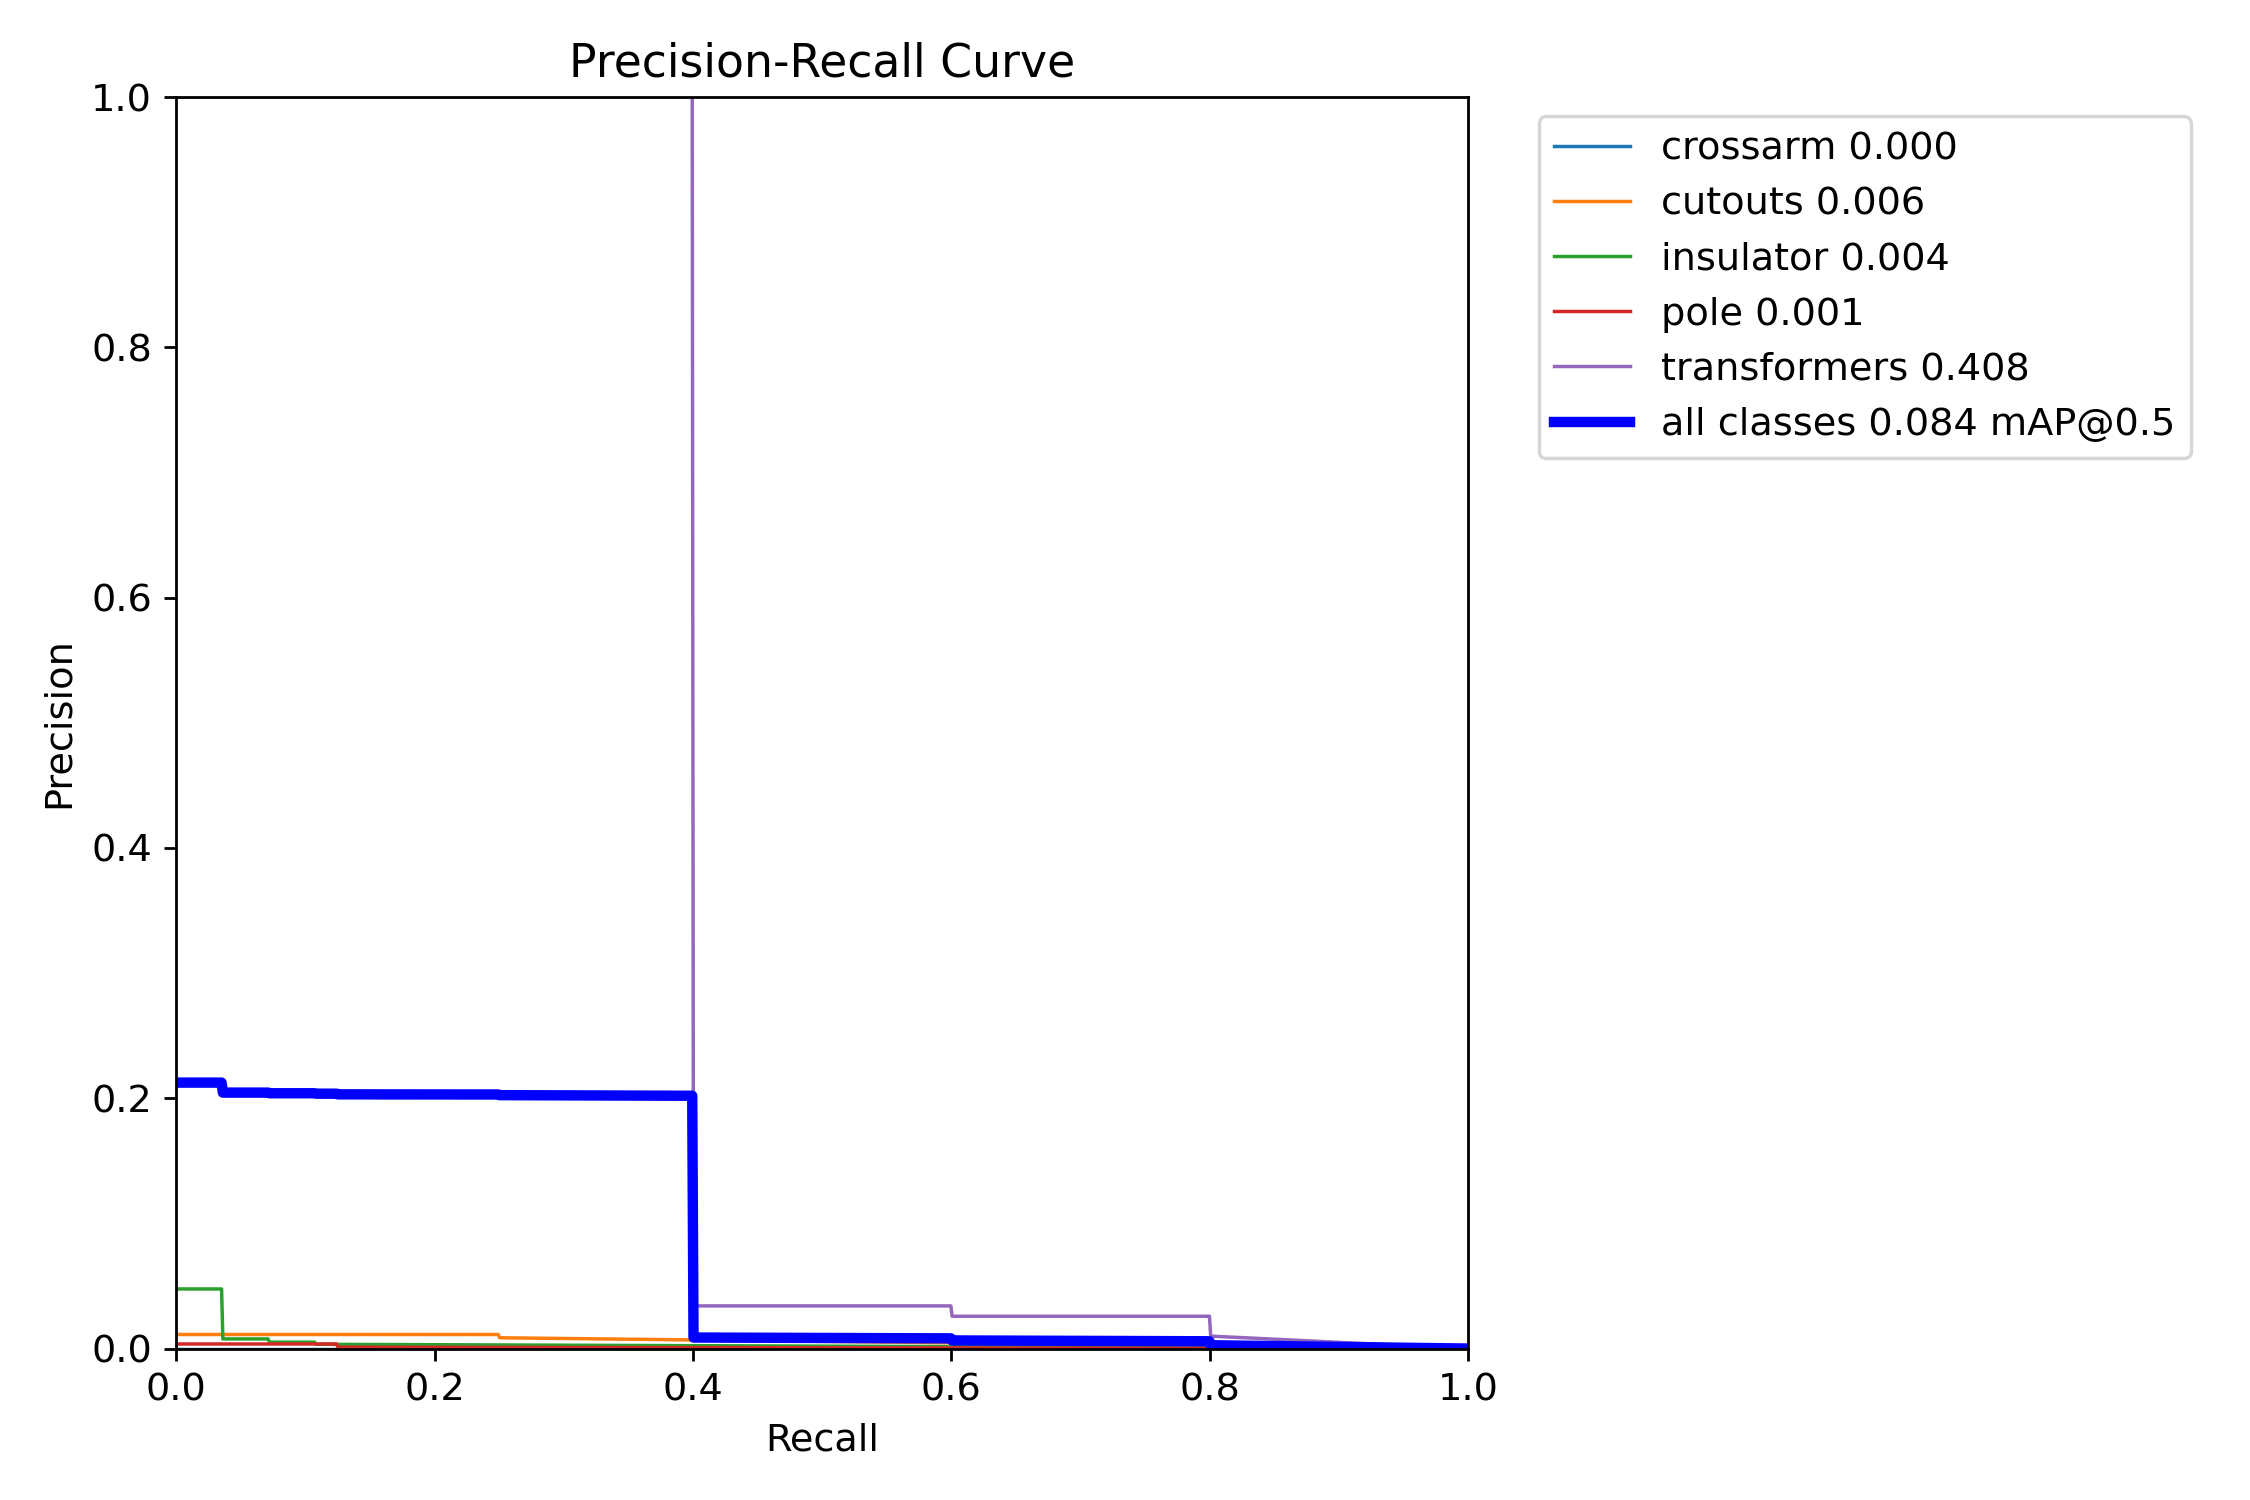 Precision-Recall Curve
1.0
0.8
0.6
0.4
0.2
0.0
Precision
0.0 0.2 0.4 0.6 0.8 1.0
Recall
crossarm 0.000
cutouts 0.006
insulator 0.004
pole 0.001
transformers 0.408
all classes 0.084 mAP@0.5